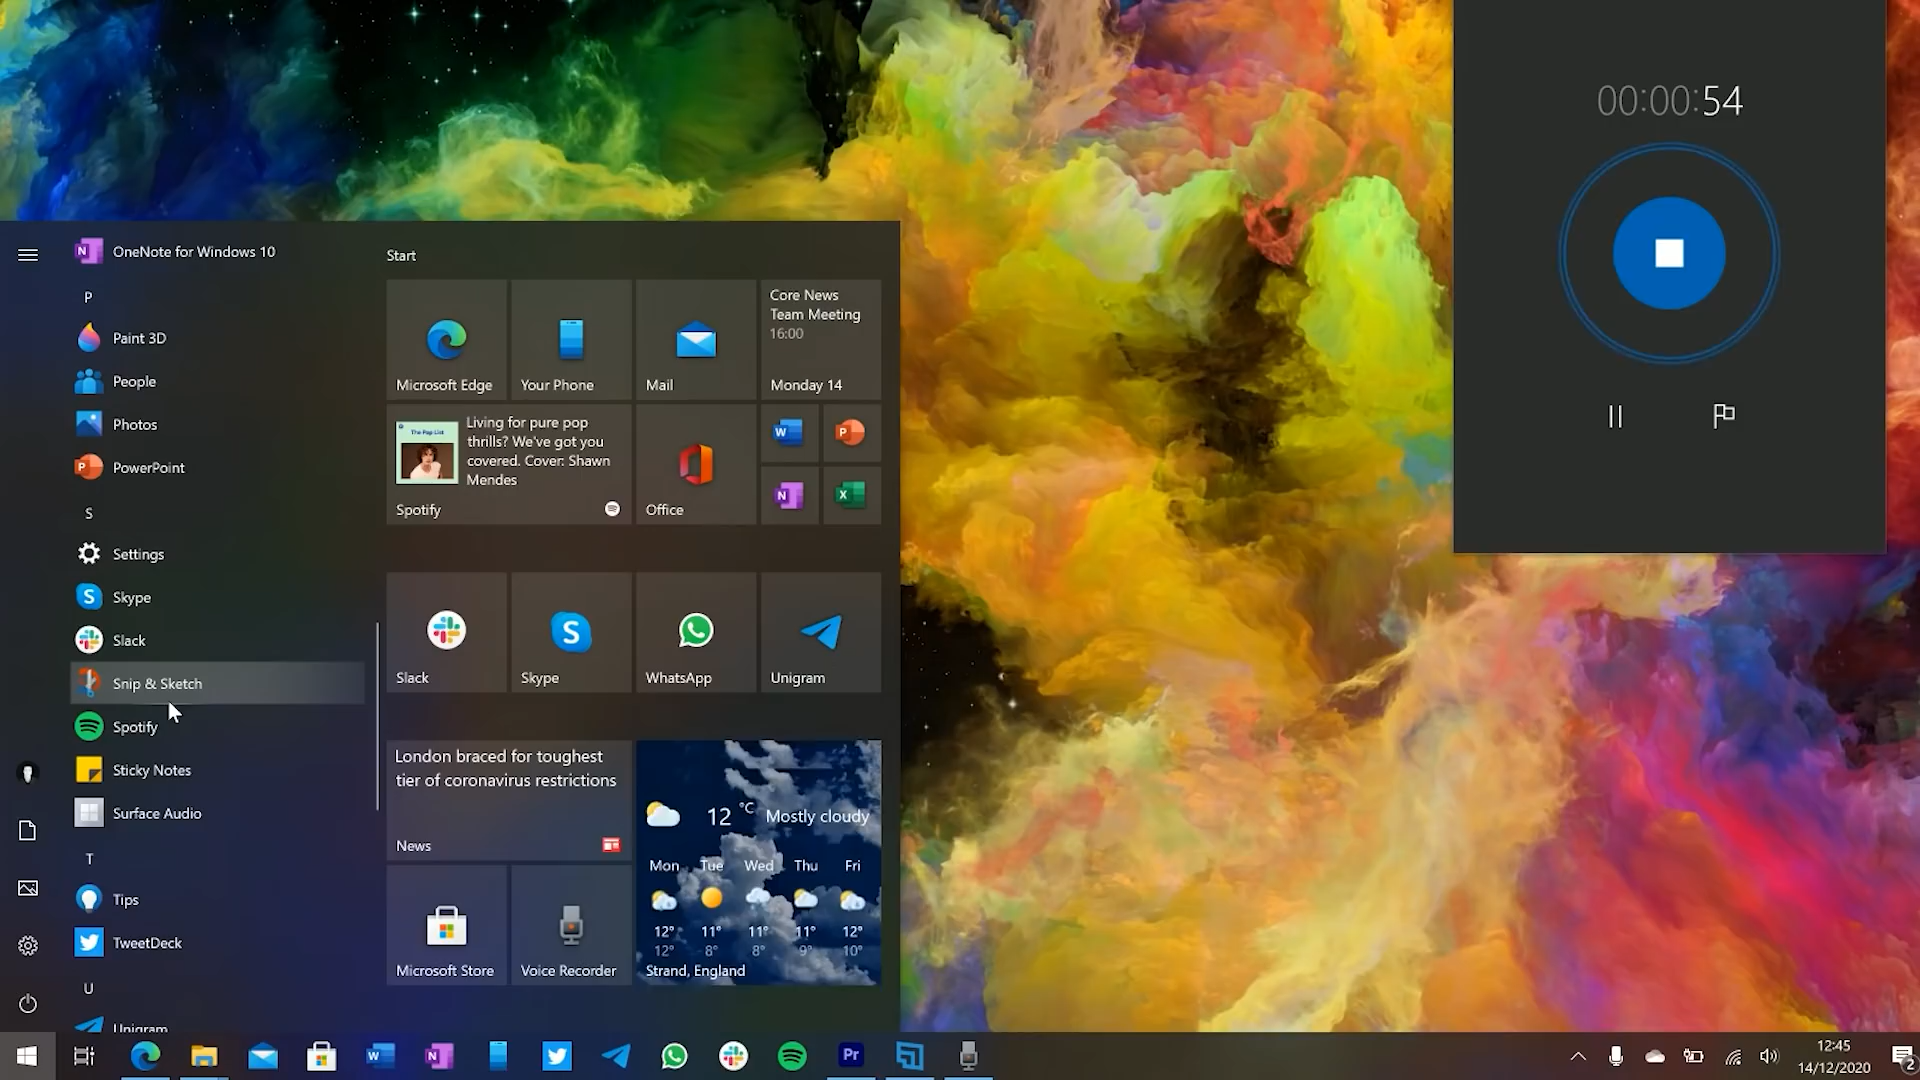 00:00:54
OneNote for Windows 10
P
Paint 3D
People
Photos
PowerPoint
S
Settings
Skype
Slack
Snip & Sketch
Spotify
Sticky Notes
Surface Audio
T
Tips
TweetDeck
U
Unigram
Start
Microsoft Edge
Your Phone
Mail
Core News
Team Meeting
16:00
Monday 14
The Pop List
Living for pure pop
thrills? We've got you
covered. Cover: Shawn
Mendes
Spotify
Office
Slack
Skype
WhatsApp
Unigram
London braced for toughest
tier of coronavirus restrictions
News
12 °C Mostly cloudy
Mon Tue Wed Thu Fri
12° 11° 11° 11° 12°
12° 8° 8° 9° 10°
Strand, England
Microsoft Store
Voice Recorder
Pr
12:45
14/12/2020
2